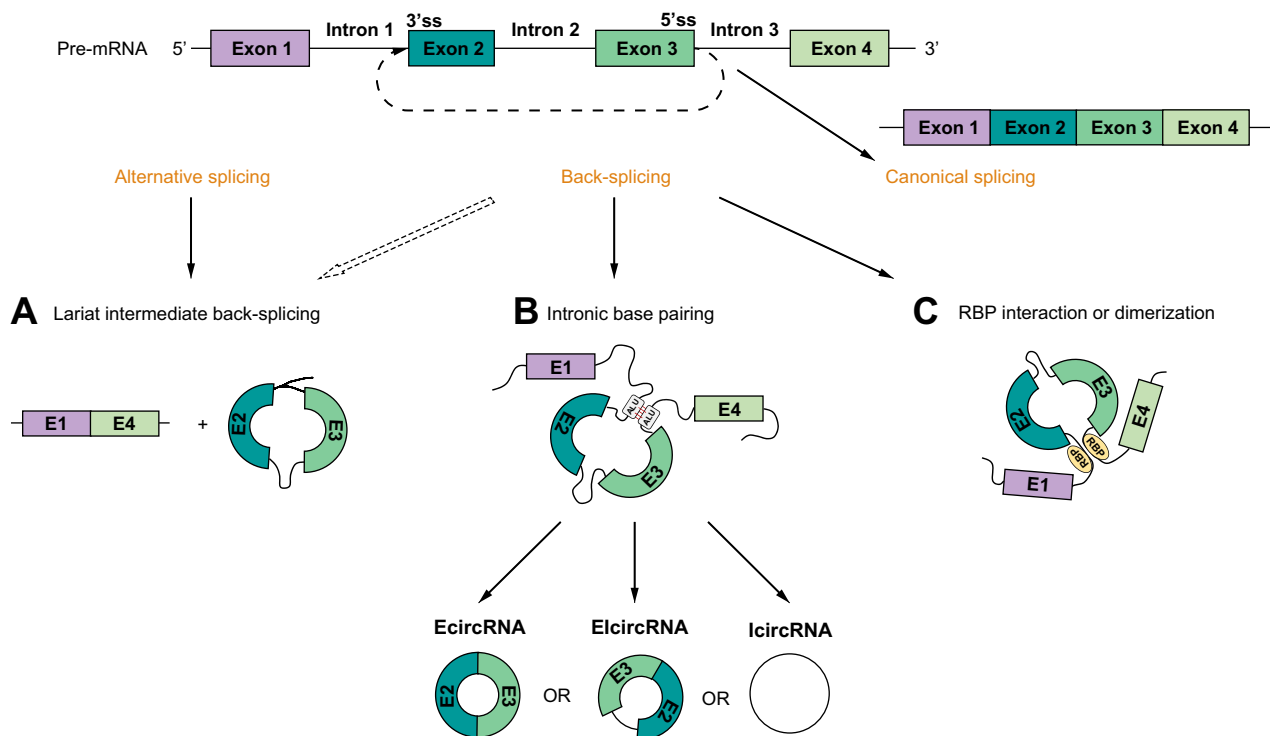 3'ss
5'ss
Intron 1
Intron 2
Intron 3
Pre-mRNA
5'
Exon 1
Exon 2
Exon 3
Exon 4
3'
Exon 1
Exon 2
Exon 3
Exon 4
Alternative splicing
Back-splicing
Canonical splicing
A
Lariat intermediate back-splicing
B
Intronic base pairing
C
RBP interaction or dimerization
E1
E4
+
E2
E3
E1
ALU
ALU
E4
E2
E3
E3
E2
E4
RBP
RBP
E1
EcircRNA
EIcircRNA
IcircRNA
E2
E3
OR
E3
E2
OR